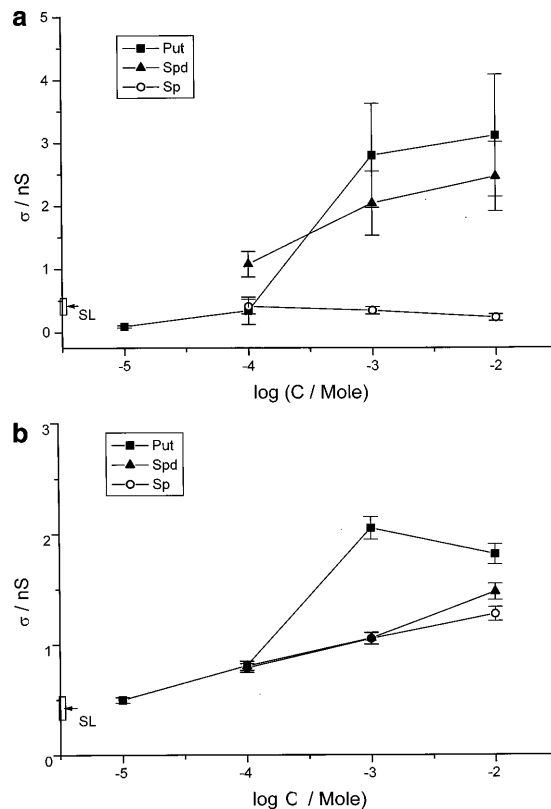 a
5
4
3
2
1
0
σ / nS
Put
Spd
Sp
SL
-5
-4
-3
-2
log (C / Mole)
b
3
2
1
0
σ / nS
Put
Spd
Sp
SL
-5
-4
-3
-2
log C / Mole)